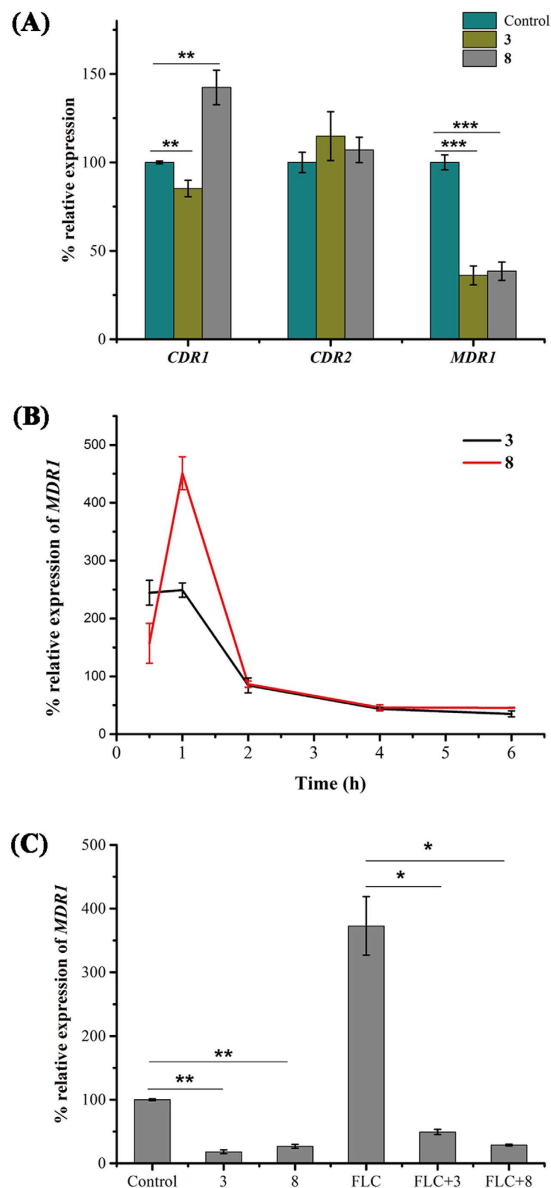 (A)
Control
3
8
% relative expression
150
100
50
0
**
**
***
***
CDR1 CDR2 MDR1
(B)
3
8
% relative expression of MDR1
500
400
300
200
100
0
0 1 2 3 4 5 6
Time (h)
(C)
% relative expression of MDR1
500
400
300
200
100
0
**
**
*
*
Control 3 8 FLC FLC+3 FLC+8